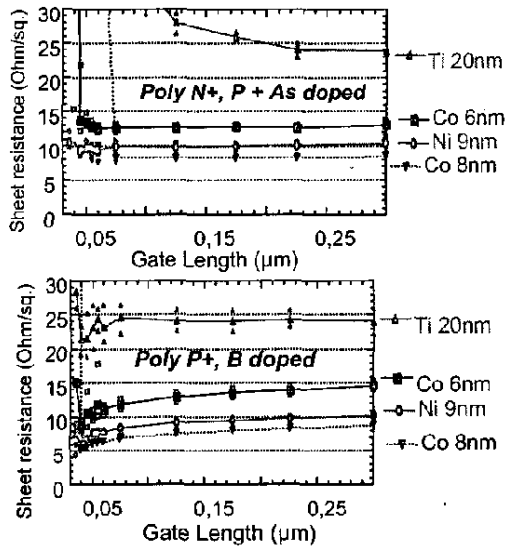 Sheet resistance (Ohm/sq.)
30
25
20
15
10
5
0
Poly N+, P + As doped
Ti 20nm
Co 6nm
Ni 9nm
Co 8nm
0,05
0,15
0,25
Gate Length (µm)
Sheet resistance (Ohm/sq.)
30
25
20
15
10
5
0
Poly P+, B doped
Ti 20nm
Co 6nm
Ni 9nm
Co 8nm
0,05
0,15
0,25
Gate Length (µm)